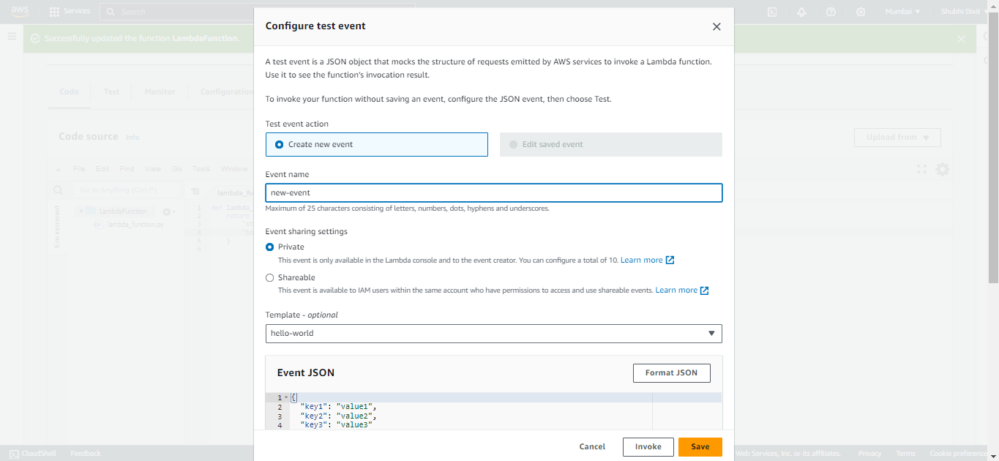 aws
Services
Search
Mumbai
Shubhi Dixit
Successfully updated the function LambdaFunction.
Configure test event
A test event is a JSON object that mocks the structure of requests emitted by AWS services to invoke a Lambda function.
Use it to see the function's invocation result.
To invoke your function without saving an event, configure the JSON event, then choose Test.
Code
Test
Monitor
Configuration
Test event action
Code source
Info
Create new event
Edit saved event
Upload from
Event name
File
Edit
Find
View
Go
Tools
Window
new-event
Go to Anything (Ctrl-P)
lambda_fu
Maximum of 25 characters consisting of letters, numbers, dots, hyphens and underscores.
Environment
LambdaFunction
lambda_function.py
1 def lambda_
2 return
3
4
5 }
6
Event sharing settings
Private
This event is only available in the Lambda console and to the event creator. You can configure a total of 10. Learn more
Shareable
This event is available to IAM users within the same account who have permissions to access and use shareable events. Learn more
Template - optional
hello-world
Event JSON
Format JSON
1 {
2 "key1": "value1",
3 "key2": "value2",
4 "key3": "value3"
Cancel
Invoke
Save
CloudShell
Feedback
Web Services, Inc. or its affiliates.
Privacy
Terms
Cookie preference